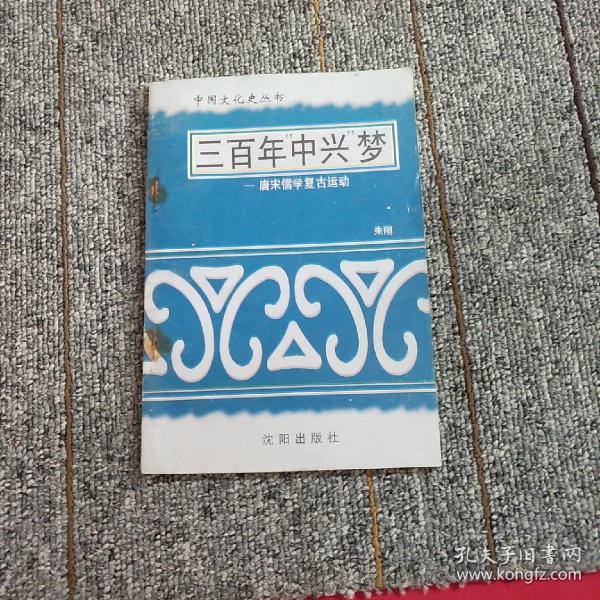 中国文化史丛书
三百年“中兴”梦
—唐宋儒学复古运动
朱刚
沈阳出版社
孔夫子旧书网
www.kongfz.com